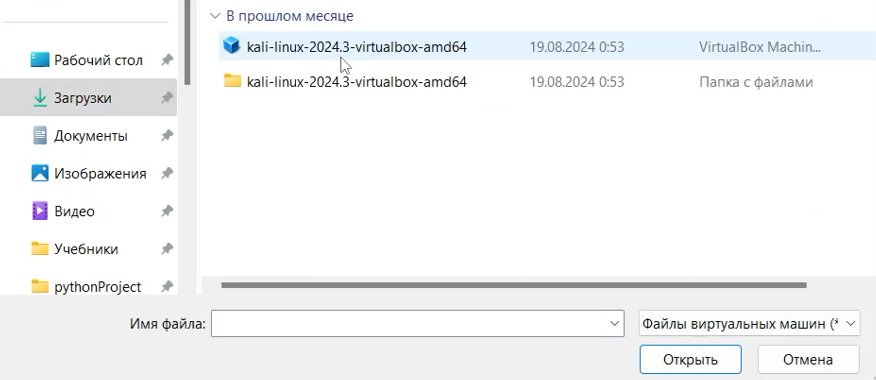 В прошлом месяце
Рабочий стол
Загрузки
Документы
Изображения
Видео
Учебники
pythonProject
kali-linux-2024.3-virtualbox-amd64 19.08.2024 0:53 VirtualBox Machin...
kali-linux-2024.3-virtualbox-amd64 19.08.2024 0:53 Папка с файлами
Имя файла:
Файлы виртуальных машин (*
Открыть Отмена